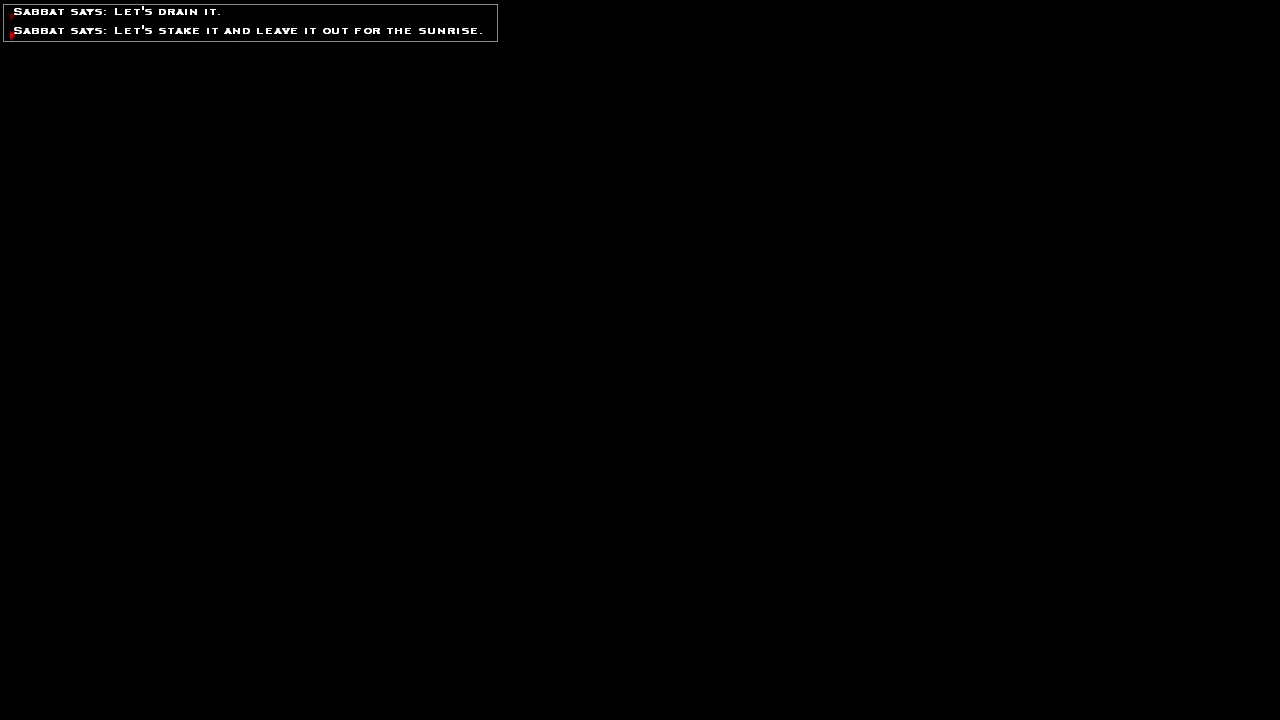 Sabbat says: Let's drain it.
Sabbat says: Let's stake it and leave it out for the sunrise.